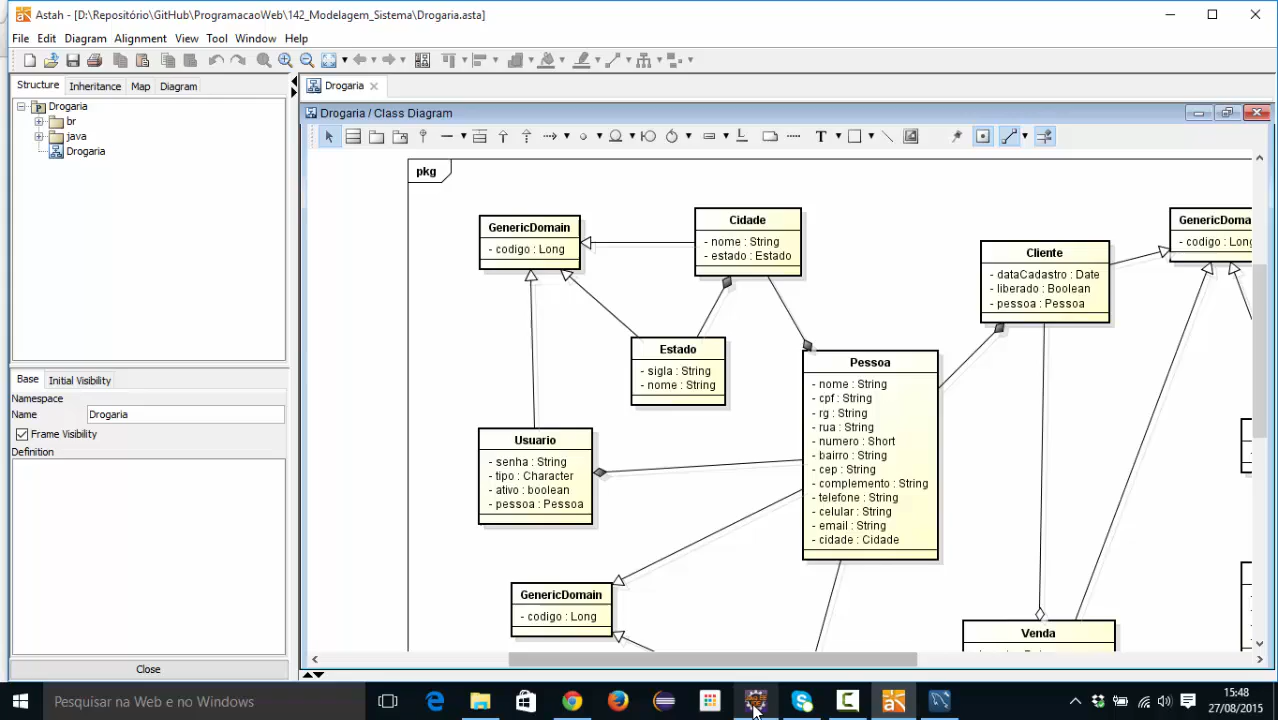 Astah - [D:\Repositório\GitHub\ProgramacaoWeb\142_Modelagem_Sistema\Drogaria.asta]
File Edit Diagram Alignment View Tool Window Help
Structure Inheritance Map Diagram
Drogaria
br
java
Drogaria
Base Initial Visibility
Namespace
Name Drogaria
Frame Visibility
Definition
Close
Drogaria
Drogaria / Class Diagram
T
pkg
GenericDomain
- codigo : Long
Cidade
- nome : String
- estado : Estado
Estado
- sigla : String
- nome : String
Cliente
- dataCadastro : Date
- liberado : Boolean
- pessoa : Pessoa
GenericDoma
- codigo : Long
Pessoa
- nome : String
- cpf : String
- rg : String
- rua : String
- numero : Short
- bairro : String
- cep : String
- complemento : String
- telefone : String
- celular : String
- email : String
- cidade : Cidade
Usuario
- senha : String
- tipo : Character
- ativo : boolean
- pessoa : Pessoa
GenericDomain
- codigo : Long
Venda
Pesquisar na Web e no Windows
15:48
27/08/2015